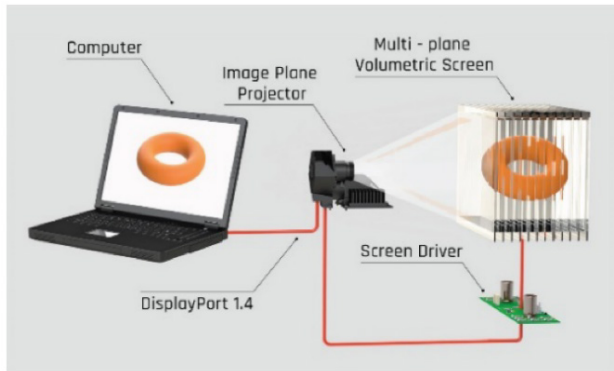 Computer
Multi - plane
Volumetric Screen
Image Plane
Projector
Screen Driver
DisplayPort 1.4